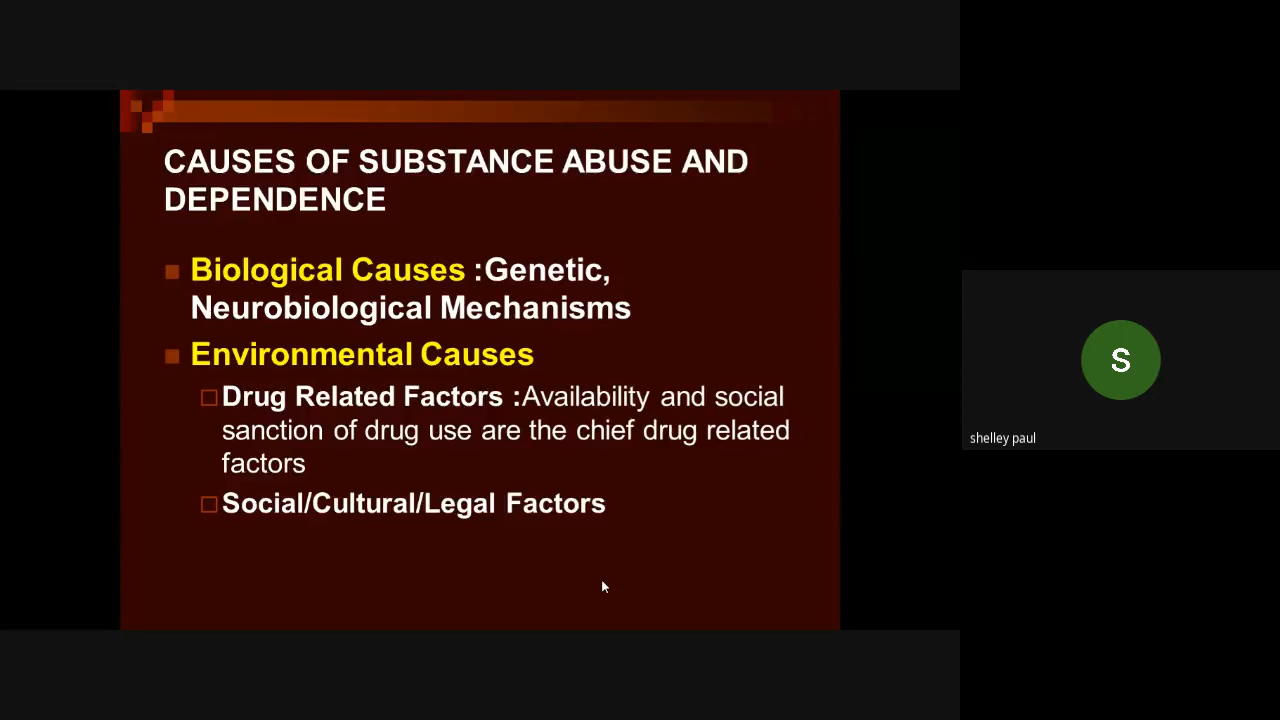 CAUSES OF SUBSTANCE ABUSE AND
DEPENDENCE
Biological Causes :Genetic,
Neurobiological Mechanisms
Environmental Causes
Drug Related Factors :Availability and social
sanction of drug use are the chief drug related
factors
Social/Cultural/Legal Factors
S
shelley paul